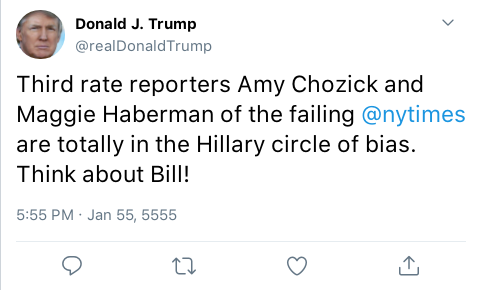 Donald J. Trump
@realDonaldTrump
Third rate reporters Amy Chozick and
Maggie Haberman of the failing @nytimes
are totally in the Hillary circle of bias.
Think about Bill!
5:55 PM · Jan 55, 5555